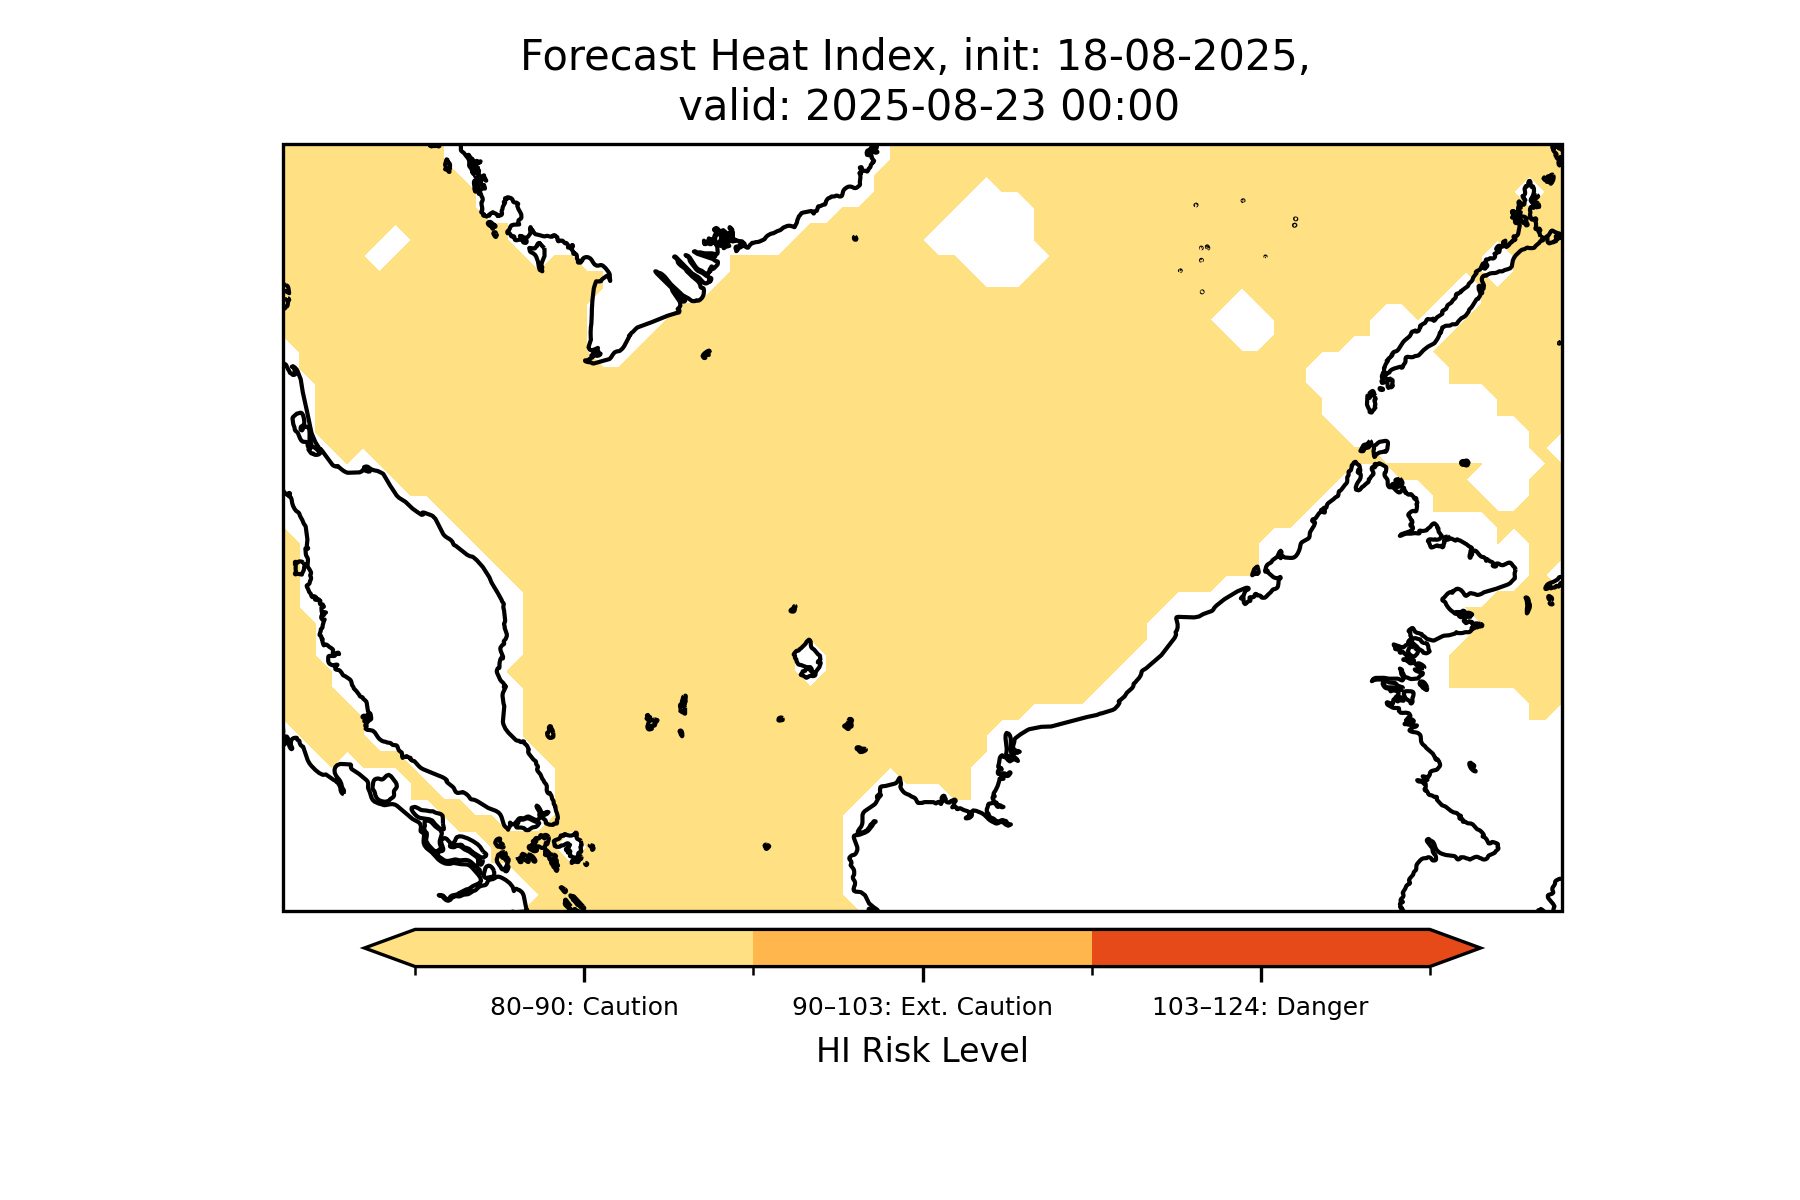 Forecast Heat Index, init: 18-08-2025,
valid: 2025-08-23 00:00
80–90: Caution
90–103: Ext. Caution
103–124: Danger
HI Risk Level